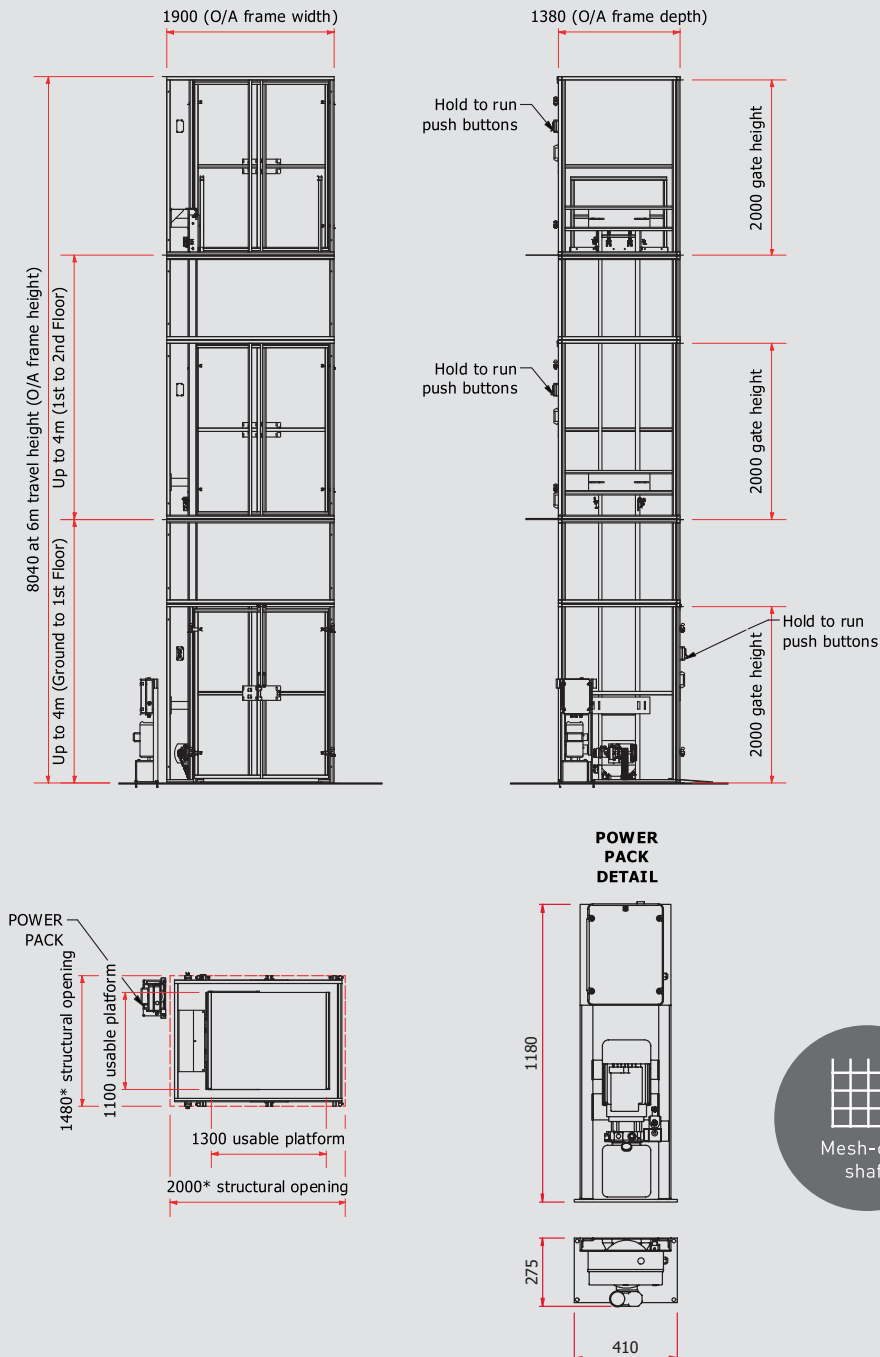 1900 (O/A frame width)
1380 (O/A frame depth)
Hold to run
push buttons
2000 gate height
8040 at 6m travel height (O/A frame height)
Up to 4m (1st to 2nd Floor)
Hold to run
push buttons
2000 gate height
Up to 4m (Ground to 1st Floor)
Hold to run
push buttons
2000 gate height
POWER
PACK
DETAIL
POWER
PACK
1480* structural opening
1100 usable platform
1300 usable platform
2000* structural opening
1180
275
410